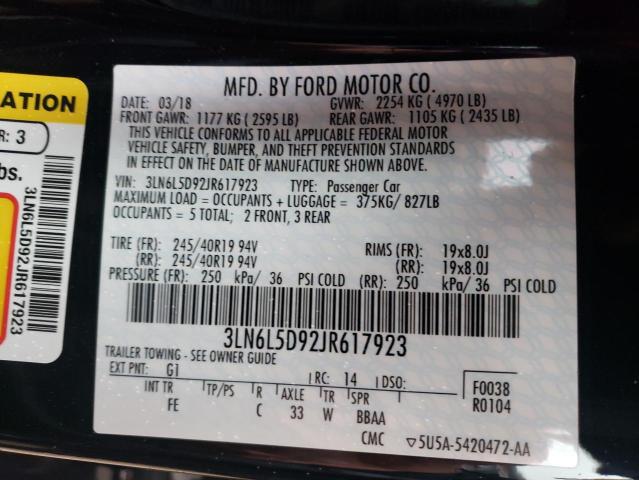 ATION
R: 3
bs.
3LN6L5D92JR617923
MFD. BY FORD MOTOR CO.
DATE: 03/18 GVWR: 2254 KG ( 4970 LB)
FRONT GAWR: 1177 KG ( 2595 LB) REAR GAWR: 1105 KG ( 2435 LB)
THIS VEHICLE CONFORMS TO ALL APPLICABLE FEDERAL MOTOR
VEHICLE SAFETY, BUMPER, AND THEFT PREVENTION STANDARDS
IN EFFECT ON THE DATE OF MANUFACTURE SHOWN ABOVE.
VIN: 3LN6L5D92JR617923 TYPE: Passenger Car
MAXIMUM LOAD = OCCUPANTS + LUGGAGE = 375KG/ 827LB
OCCUPANTS = 5 TOTAL; 2 FRONT, 3 REAR
TIRE (FR): 245/40R19 94V RIMS (FR): 19x8.0J
(RR): 245/40R19 94V (RR): 19x8.0J
PRESSURE (FR): 250 kPa/ 36 PSI COLD (RR): 250 kPa/ 36 PSI COLD
3LN6L5D92JR617923
TRAILER TOWING - SEE OWNER GUIDE
EXT PNT: G1 RC: 14 DSO: F0038
INT TR TP/PS R AXLE TR SPR R0104
FE C 33 W BBAA
CMC ▽5U5A-5420472-AA